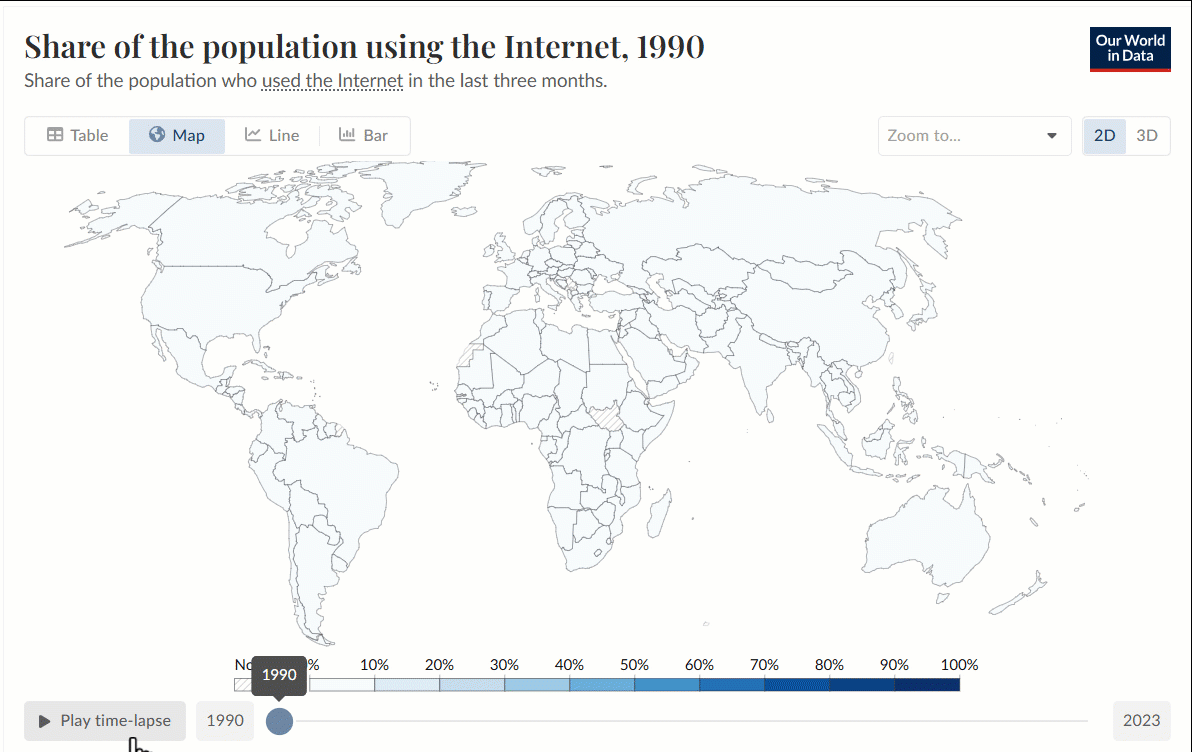 Share of the population using the Internet, 1990
Our World
in Data
Share of the population who used the Internet in the last three months.
Table Map Line Bar
Zoom to... 2D 3D
10% 20% 30% 40% 50% 60% 70% 80% 90% 100%
1990
Play time-lapse 1990 2023